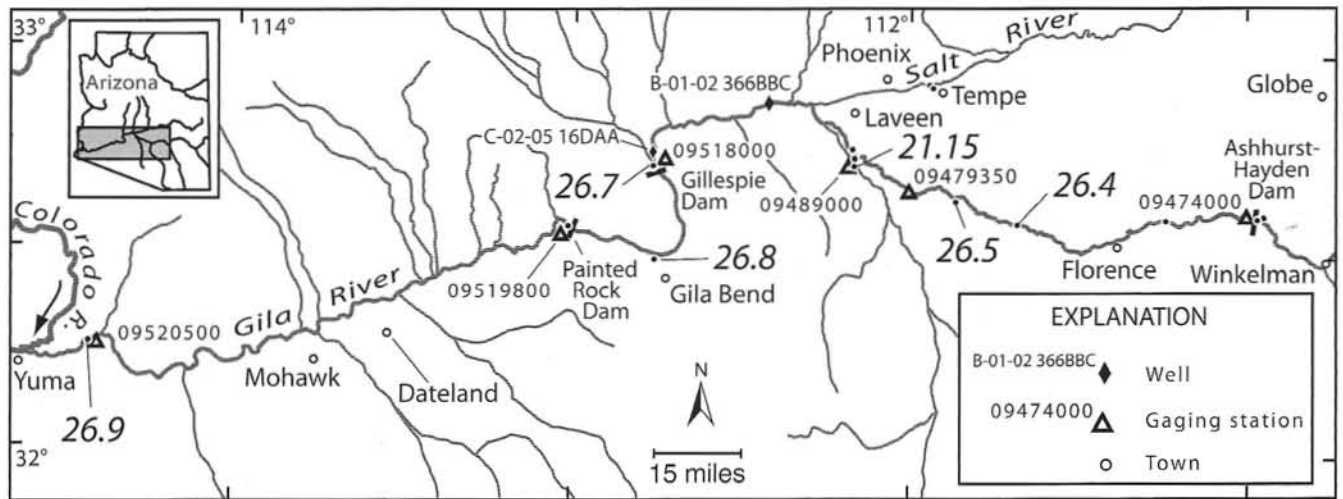 33°
114°
112°
Arizona
Phoenix
Salt River
B-01-02 366BBC
Tempe
Globe
Laveen
C-02-05 16DAA
09518000
21.15
Ashhurst-
Hayden
Dam
26.7
Gillespie
Dam
09479350
26.4
09489000
09474000
Colorado R.
26.5
26.8
Florence
Winkelman
Painted
Rock
Dam
09519800
Gila Bend
Gila River
09520500
Yuma
Mohawk
Dateland
26.9
N
15 miles
32°
EXPLANATION
B-01-02 366BBC
Well
09474000
Gaging station
Town